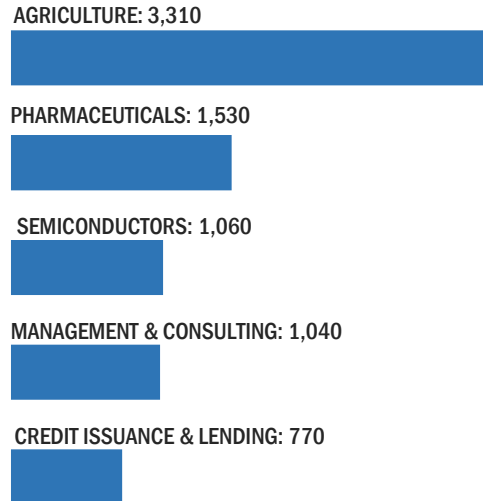 AGRICULTURE: 3,310
PHARMACEUTICALS: 1,530
SEMICONDUCTORS: 1,060
MANAGEMENT & CONSULTING: 1,040
CREDIT ISSUANCE & LENDING: 770